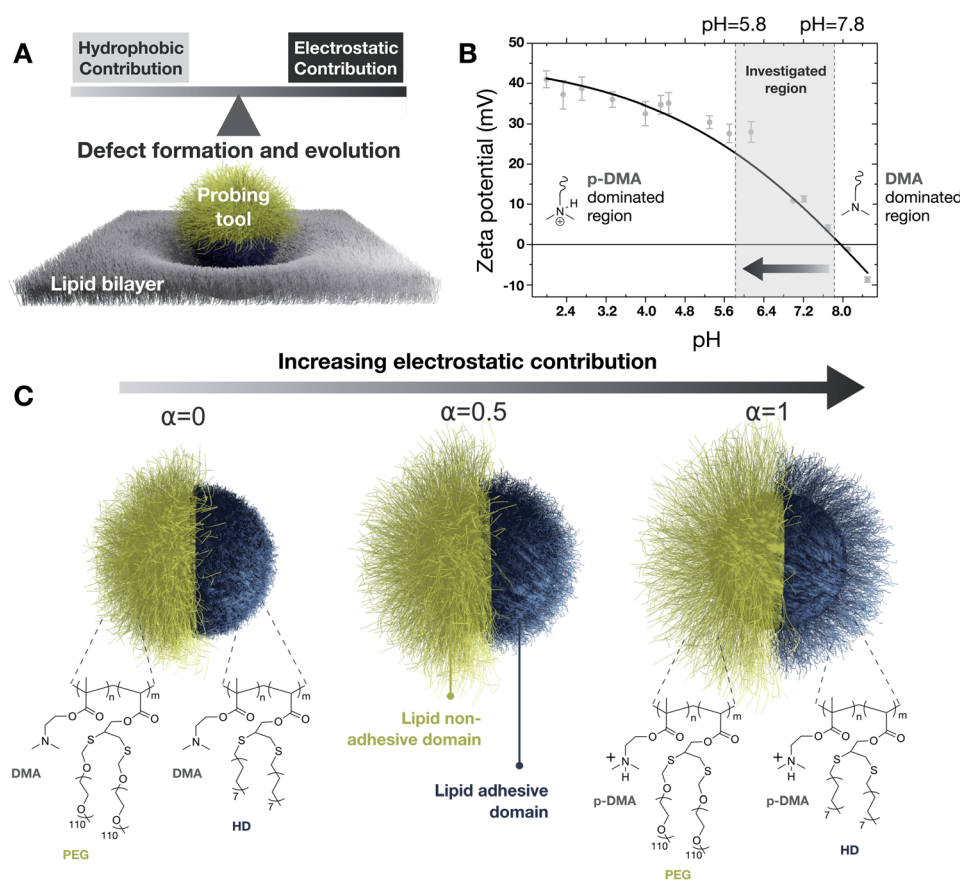 A
Hydrophobic
Contribution
Electrostatic
Contribution
Defect formation and evolution
Probing
tool
Lipid bilayer
B
pH=5.8
pH=7.8
Investigated
region
Zeta potential (mV)
50
40
30
20
10
0
-10
p-DMA
dominated
region
N
H
⊕
DMA
dominated
region
N
2.4
3.2
4.0
4.8
5.6
6.4
7.2
8.0
pH
Increasing electrostatic contribution
C
α=0
α=0.5
α=1
n
m
O
O
O
O
N
S
S
O
O
O
O
110
110
DMA
PEG
n
m
O
O
O
O
N
S
S
7
7
DMA
HD
Lipid non-
adhesive domain
Lipid adhesive
domain
n
m
O
O
O
O
+
N
H
S
S
O
O
O
O
110
110
p-DMA
PEG
n
m
O
O
O
O
+
N
H
S
S
7
7
p-DMA
HD